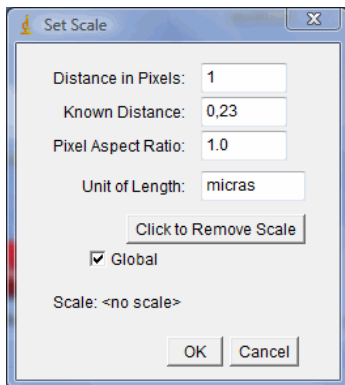 Set Scale
Distance in Pixels: 1
Known Distance: 0,23
Pixel Aspect Ratio: 1.0
Unit of Length: micras
Click to Remove Scale
Global
Scale: <no scale>
OK Cancel